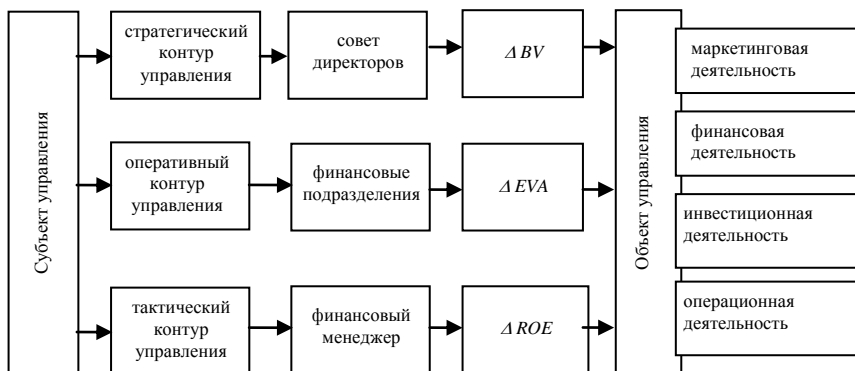 Субъект управления
стратегический
контур
управления
совет
директоров
Δ BV
оперативный
контур
управления
финансовые
подразделения
Δ EVA
тактический
контур
управления
финансовый
менеджер
Δ ROE
Объект управления
маркетинговая
деятельность
финансовая
деятельность
инвестиционная
деятельность
операционная
деятельность